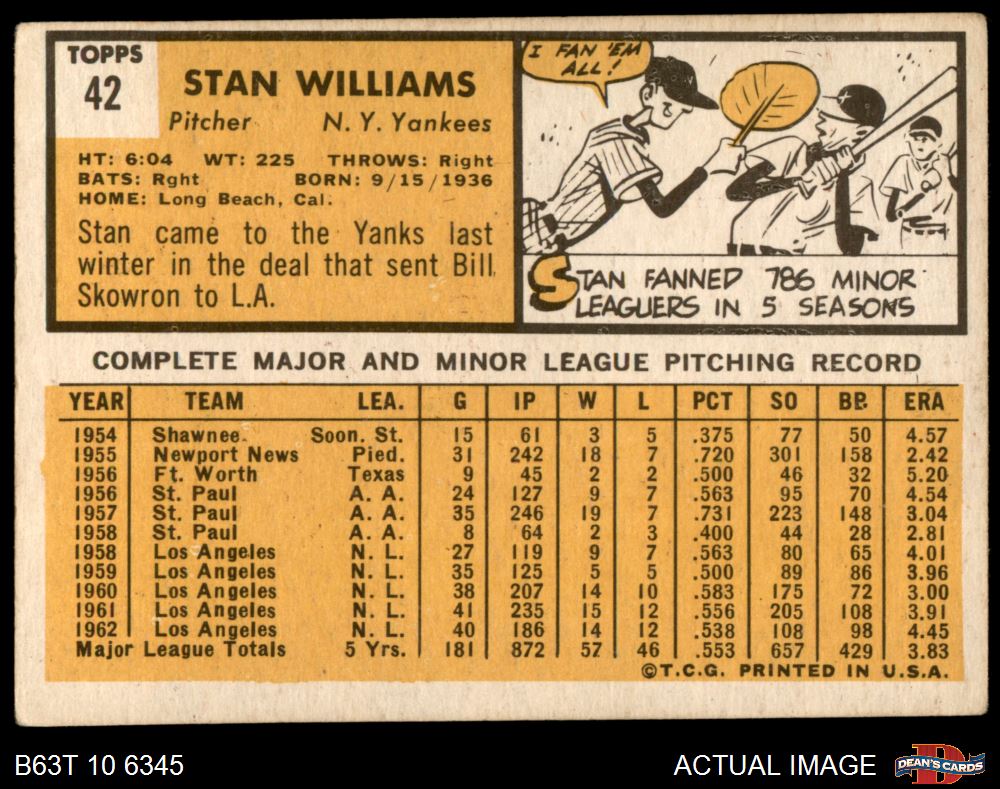 TOPPS
42
STAN WILLIAMS
Pitcher N. Y. Yankees
HT: 6:04 WT: 225 THROWS: Right
BATS: Rght BORN: 9/15/1936
HOME: Long Beach, Cal.
Stan came to the Yanks last
winter in the deal that sent Bill
Skowron to L.A.
I FAN 'EM
ALL!
STAN FANNED 786 MINOR
LEAGUERS IN 5 SEASONS
COMPLETE MAJOR AND MINOR LEAGUE PITCHING RECORD
YEAR TEAM LEA. G IP W L PCT SO BB ERA
1954 Shawnee Soon. St. 15 61 3 5 .375 77 50 4.57
1955 Newport News Pied. 31 242 18 7 .720 301 158 2.42
1956 Ft. Worth Texas 9 45 2 2 .500 46 32 5.20
1956 St. Paul A. A. 24 127 9 7 .563 95 70 4.54
1957 St. Paul A. A. 35 246 19 7 .731 223 148 3.04
1958 St. Paul A. A. 8 64 2 3 .400 44 28 2.81
1958 Los Angeles N. L. 27 119 9 7 .563 80 65 4.01
1959 Los Angeles N. L. 35 125 5 5 .500 89 86 3.96
1960 Los Angeles N. L. 38 207 14 10 .583 175 72 3.00
1961 Los Angeles N. L. 41 235 15 12 .556 205 108 3.91
1962 Los Angeles N. L. 40 186 14 12 .538 108 98 4.45
Major League Totals 5 Yrs. 181 872 57 46 .553 657 429 3.83
©T.C.G. PRINTED IN U.S.A.
B63T 10 6345 ACTUAL IMAGE
D
DEAN'S CARDS